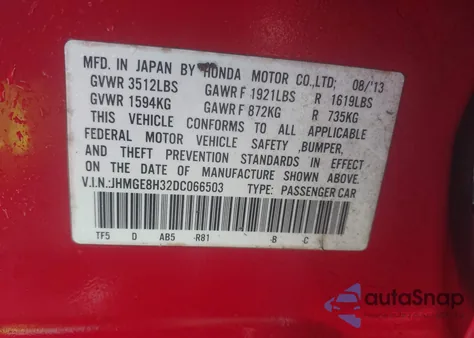 MFD. IN JAPAN BY HONDA MOTOR CO.,LTD. 08/'13
GVWR 3512LBS GAWR F 1921LBS R 1619LBS
GVWR 1594KG GAWR F 872KG R 735KG
THIS VEHICLE CONFORMS TO ALL APPLICABLE
FEDERAL MOTOR VEHICLE SAFETY ,BUMPER,
AND THEFT PREVENTION STANDARDS IN EFFECT
ON THE DATE OF MANUFACTURE SHOWN ABOVE.
V.I.N.:JHMGE8H32DC066503 TYPE: PASSENGER CAR
TF5 D AB5 -R81 -B C
autoSnap